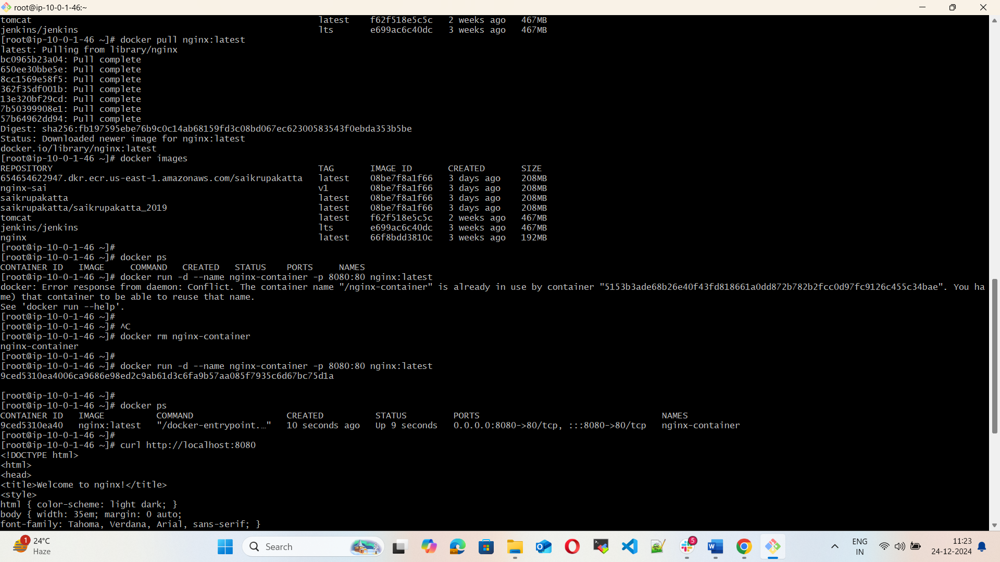 root@ip-10-0-1-46:~
tomcat latest f62f518e5c5c 2 weeks ago 467MB
jenkins/jenkins lts e699ac6c40dc 3 weeks ago 467MB
[root@ip-10-0-1-46 ~]# docker pull nginx:latest
latest: Pulling from library/nginx
bc0965b23a04: Pull complete
650ee30bbe5e: Pull complete
8cc1569e58f5: Pull complete
362f35df001b: Pull complete
13e320bf29cd: Pull complete
7b50399908e1: Pull complete
57b64962dd94: Pull complete
Digest: sha256:fb197595ebe76b9c0c14ab68159fd3c08bd067ec62300583543f0ebda353b5be
Status: Downloaded newer image for nginx:latest
docker.io/library/nginx:latest
[root@ip-10-0-1-46 ~]# docker images
REPOSITORY TAG IMAGE ID CREATED SIZE
654654622947.dkr.ecr.us-east-1.amazonaws.com/saikrupakatta latest 08be7f8a1f66 3 days ago 208MB
nginx-sai v1 08be7f8a1f66 3 days ago 208MB
saikrupakatta latest 08be7f8a1f66 3 days ago 208MB
saikrupakatta/saikrupakatta_2019 latest 08be7f8a1f66 3 days ago 208MB
tomcat latest f62f518e5c5c 2 weeks ago 467MB
jenkins/jenkins lts e699ac6c40dc 3 weeks ago 467MB
nginx latest 66f8bdd3810c 3 weeks ago 192MB
[root@ip-10-0-1-46 ~]#
[root@ip-10-0-1-46 ~]# docker ps
CONTAINER ID IMAGE COMMAND CREATED STATUS PORTS NAMES
[root@ip-10-0-1-46 ~]# docker run -d --name nginx-container -p 8080:80 nginx:latest
docker: Error response from daemon: Conflict. The container name "/nginx-container" is already in use by container "5153b3ade68b26e40f43fd818661a0dd872b782b2fcc0d97fc9126c455c34bae". You ha
me) that container to be able to reuse that name.
See 'docker run --help'.
[root@ip-10-0-1-46 ~]#
[root@ip-10-0-1-46 ~]# ^C
[root@ip-10-0-1-46 ~]# docker rm nginx-container
nginx-container
[root@ip-10-0-1-46 ~]#
[root@ip-10-0-1-46 ~]# docker run -d --name nginx-container -p 8080:80 nginx:latest
9ced5310ea4006ca9686e98ed2c9ab61d3c6fa9b57aa085f7935c6d67bc75d1a
[root@ip-10-0-1-46 ~]#
[root@ip-10-0-1-46 ~]# docker ps
CONTAINER ID IMAGE COMMAND CREATED STATUS PORTS NAMES
9ced5310ea40 nginx:latest "/docker-entrypoint.…" 10 seconds ago Up 9 seconds 0.0.0.0:8080->80/tcp, :::8080->80/tcp nginx-container
[root@ip-10-0-1-46 ~]#
[root@ip-10-0-1-46 ~]# curl http://localhost:8080
<!DOCTYPE html>
<html>
<head>
<title>Welcome to nginx!</title>
<style>
html { color-scheme: light dark; }
body { width: 35em; margin: 0 auto;
font-family: Tahoma, Verdana, Arial, sans-serif; }
1 24°C
Haze
Search
5
ENG
IN
11:23
24-12-2024